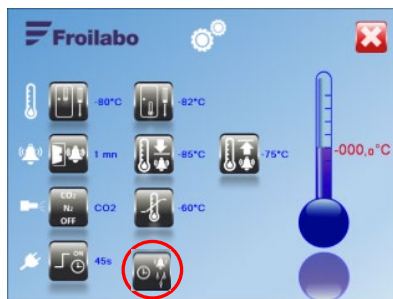 Froilabo
-80°C -82°C
1 mn -85°C -75°C
-000,0°C
CO2
N2
OFF
CO2 -60°C
ON
45s